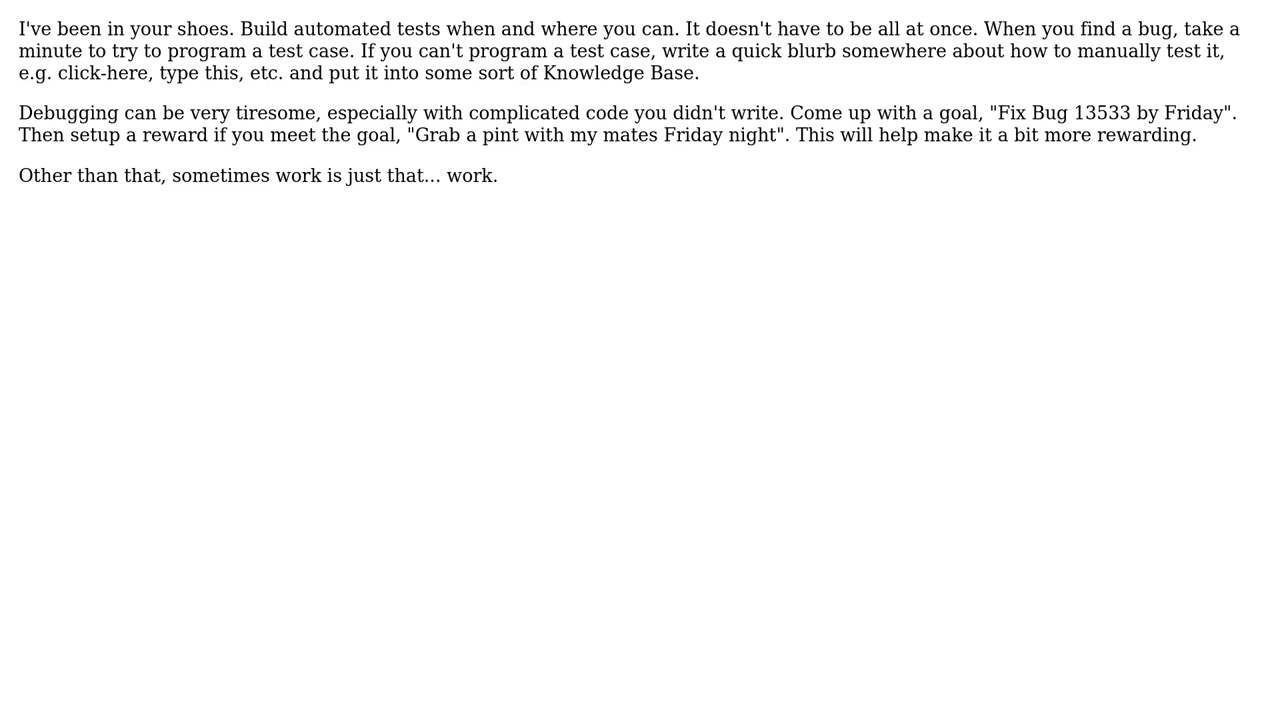 I've been in your shoes. Build automated tests when and where you can. It doesn't have to be all at once. When you find a bug, take a
minute to try to program a test case. If you can't program a test case, write a quick blurb somewhere about how to manually test it,
e.g. click-here, type this, etc. and put it into some sort of Knowledge Base.
Debugging can be very tiresome, especially with complicated code you didn't write. Come up with a goal, "Fix Bug 13533 by Friday".
Then setup a reward if you meet the goal, "Grab a pint with my mates Friday night". This will help make it a bit more rewarding.
Other than that, sometimes work is just that... work.